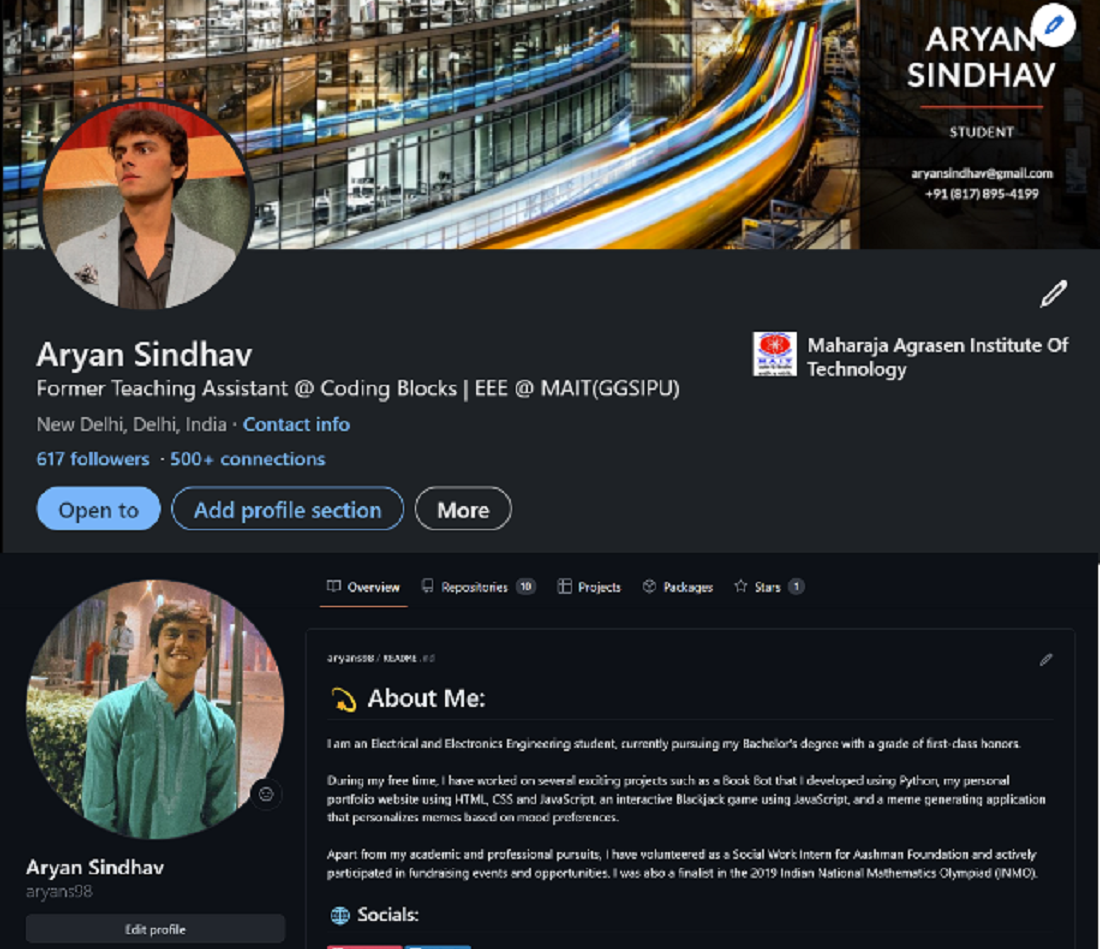 ARYAN
SINDHAV
STUDENT
aryansindhav@gmail.com
+91 (817) 895-4199
Aryan Sindhav
Former Teaching Assistant @ Coding Blocks | EEE @ MAIT(GGSIPU)
New Delhi, Delhi, India · Contact info
617 followers · 500+ connections
Open to
Add profile section
More
MAIT
Maharaja Agrasen Institute Of
Technology
Overview
Repositories 10
Projects
Packages
Stars 1
aryans98 / README.md
About Me:
I am an Electrical and Electronics Engineering student, currently pursuing my Bachelor's degree with a grade of first-class honors.
During my free time, I have worked on several exciting projects such as a Book Bot that I developed using Python, my personal
portfolio website using HTML, CSS and JavaScript, an interactive Blackjack game using JavaScript, and a meme generating application
that personalizes memes based on mood preferences.
Apart from my academic and professional pursuits, I have volunteered as a Social Work Intern for Aashman Foundation and actively
participated in fundraising events and opportunities. I was also a finalist in the 2019 Indian National Mathematics Olympiad (INMO).
Socials:
Aryan Sindhav
aryans98
Edit profile